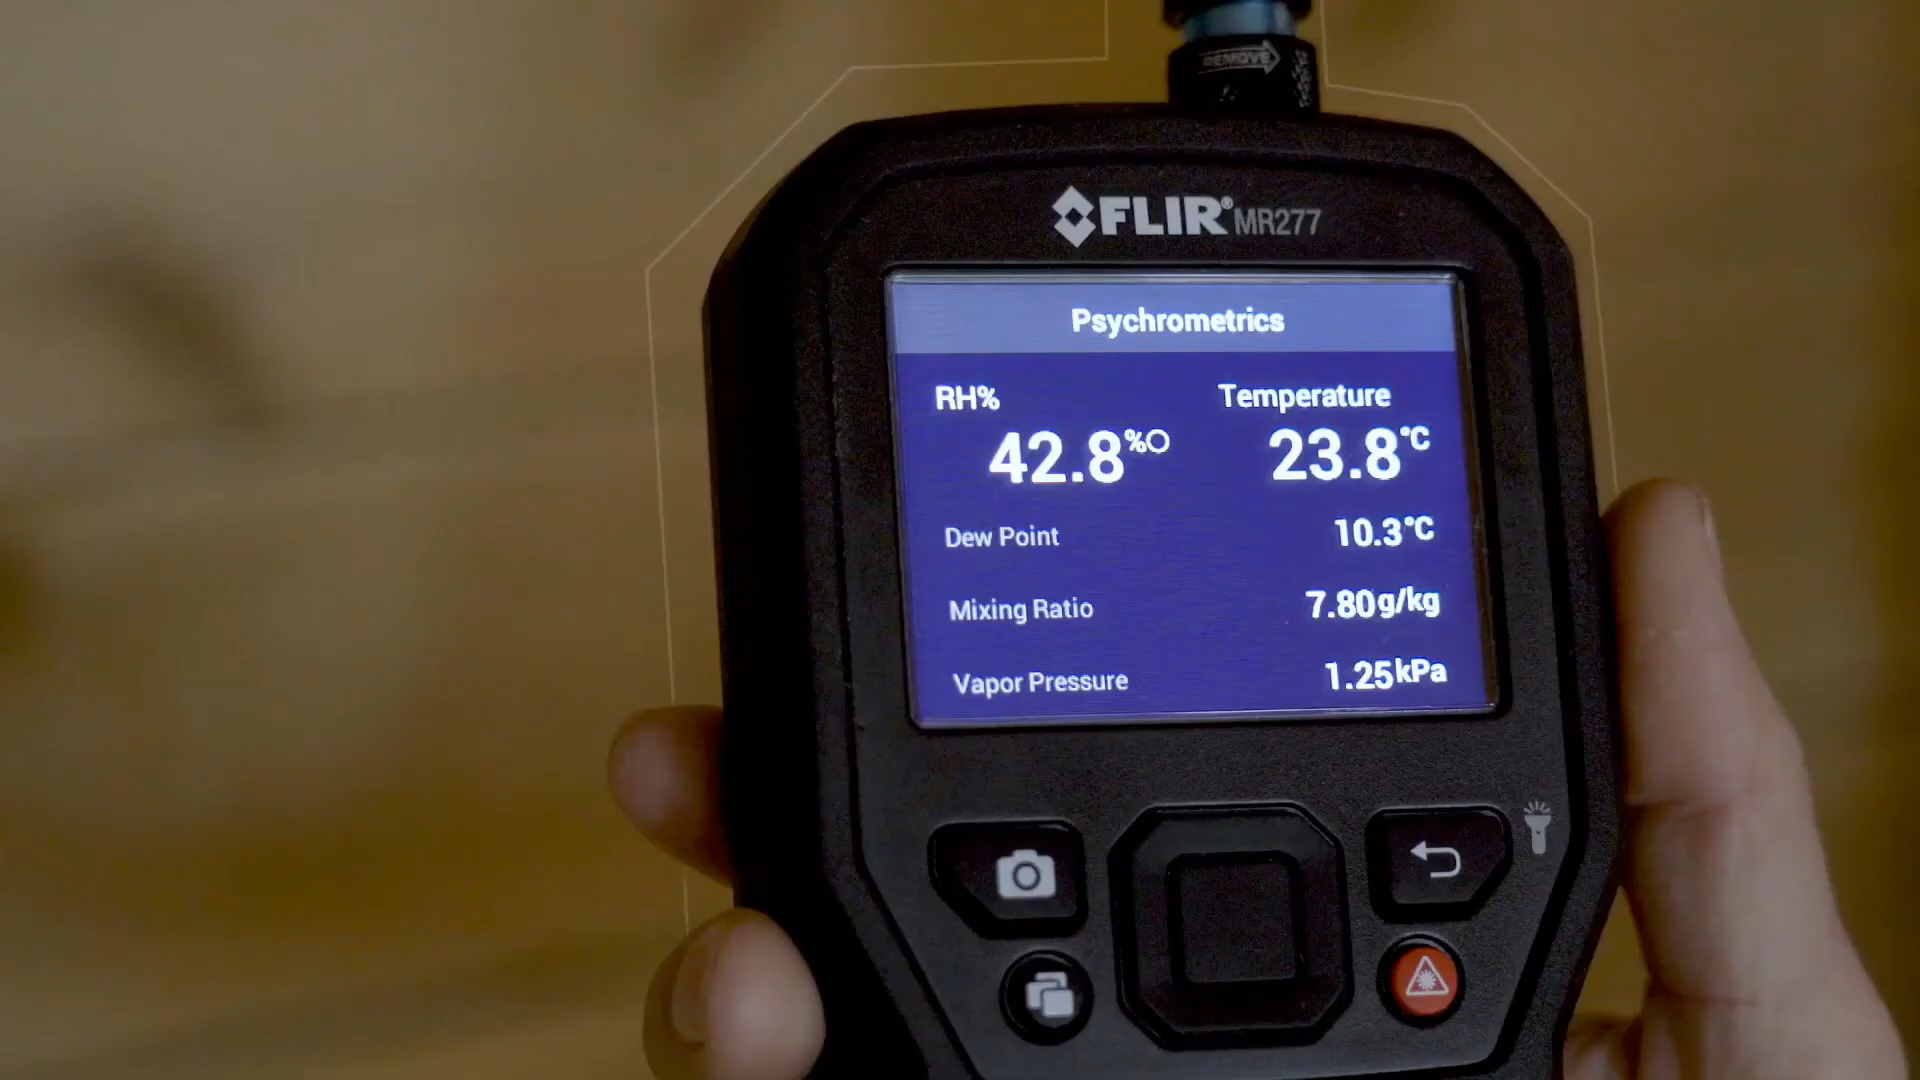 REMOVE
FLIR® MR277
Psychrometrics
RH% Temperature
42.8%O 23.8°C
Dew Point 10.3°C
Mixing Ratio 7.80g/kg
Vapor Pressure 1.25kPa